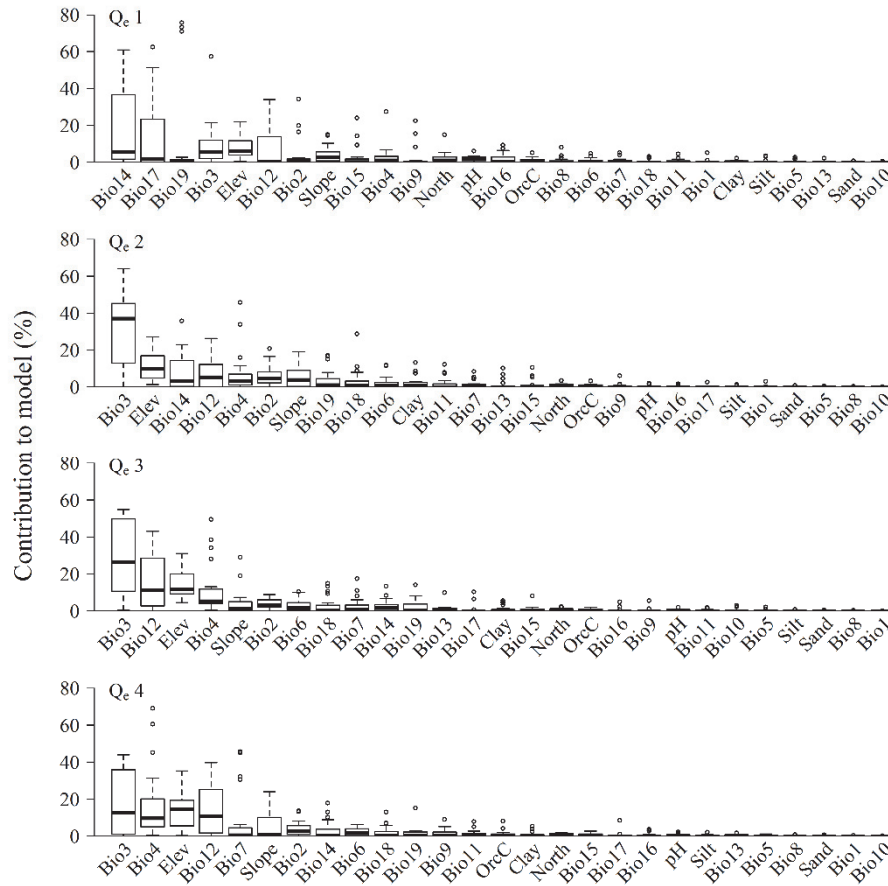 Contribution to model (%)
Qe 1
80
60
40
20
0
Bio14 Bio17 Bio19 Bio3 Elev Bio12 Bio2 Slope Bio15 Bio4 Bio9 North pH Bio16 OrcC Bio8 Bio6 Bio7 Bio18 Bio11 Bio1 Clay Silt Bio5 Bio13 Sand Bio10
Qe 2
80
60
40
20
0
Bio3 Elev Bio14 Bio12 Bio4 Bio2 Slope Bio19 Bio18 Bio6 Clay Bio11 Bio7 Bio13 Bio15 North OrcC Bio9 pH Bio16 Bio17 Silt Bio1 Sand Bio5 Bio8 Bio10
Qe 3
80
60
40
20
0
Bio3 Bio12 Elev Bio4 Slope Bio2 Bio6 Bio18 Bio7 Bio14 Bio19 Bio13 Bio17 Clay Bio15 North OrcC Bio16 Bio9 pH Bio11 Bio10 Bio5 Silt Sand Bio8 Bio1
Qe 4
80
60
40
20
0
Bio3 Bio4 Elev Bio12 Bio7 Slope Bio2 Bio14 Bio6 Bio18 Bio19 Bio9 Bio11 OrcC Clay North Bio15 Bio17 Bio16 pH Silt Bio13 Bio5 Bio8 Sand Bio1 Bio10